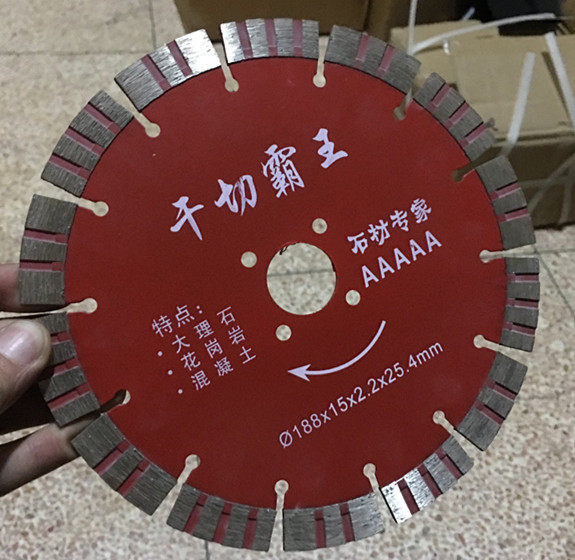 干切霸王
石材专家
AAAAA
特点：
·大理石
·花岗岩
·混凝土
Ø188x15x2.2x25.4mm